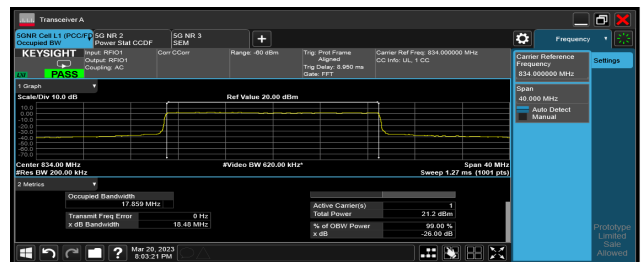 Transceiver A
5GNR Cell L1 (PCC/F
Occupied BW
5G NR 2
Power Stat CCDF
5G NR 3
SEM
+
Frequency
KEYSIGHT
LXI
PASS
Input: RFIO1
Output: RFIO1
Coupling: AC
Corr CCorr
Range: -60 dBm
Trig: Prot Frame
Aligned
Trig Delay: 8.950 ms
Gate: FFT
Carrier Ref Freq: 834.000000 MHz
CC Info: UL, 1 CC
Carrier Reference
Frequency
834.000000 MHz
Settings
Span
40.000 MHz
Auto Detect
Manual
1 Graph
Scale/Div 10.0 dB
Ref Value 20.00 dBm
10.0
0.00
-10.0
-20.0
-30.0
-40.0
-50.0
-60.0
-70.0
Center 834.00 MHz
#Video BW 620.00 kHz*
Span 40 MHz
#Res BW 200.00 kHz
Sweep 1.27 ms (1001 pts)
2 Metrics
Occupied Bandwidth
17.859 MHz
Transmit Freq Error
0 Hz
x dB Bandwidth
18.48 MHz
Active Carrier(s)
1
Total Power
21.2 dBm
% of OBW Power
99.00 %
x dB
-26.00 dB
Prototype
Limited
Sale
Allowed
?
Mar 20, 2023
8:03:21 PM